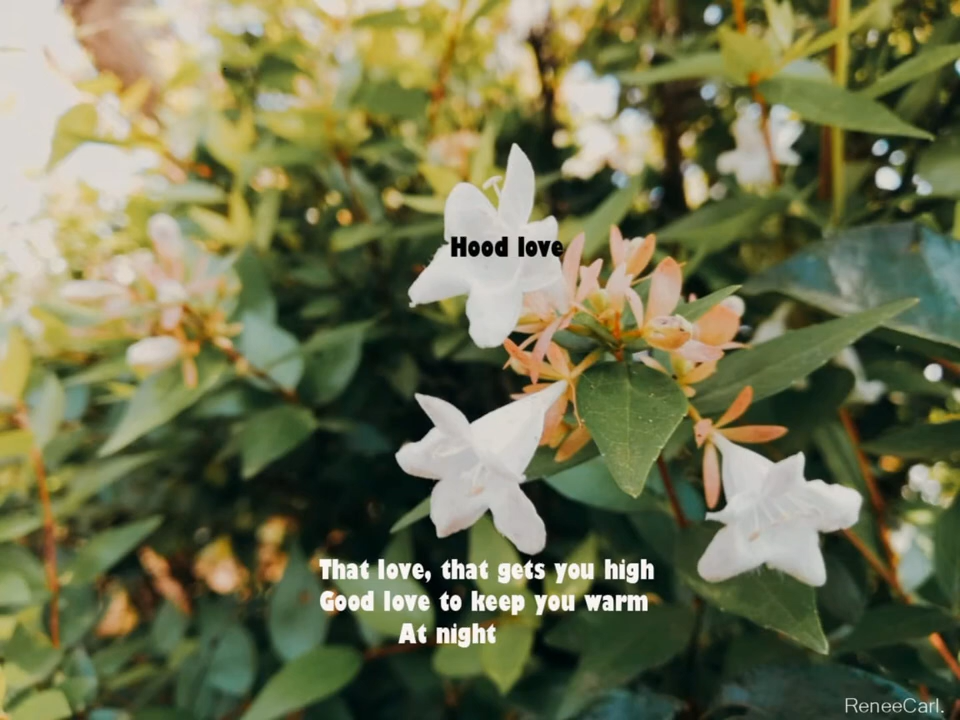 Hood love
That love, that gets you high
Good love to keep you warm
At night
ReneeCarl.